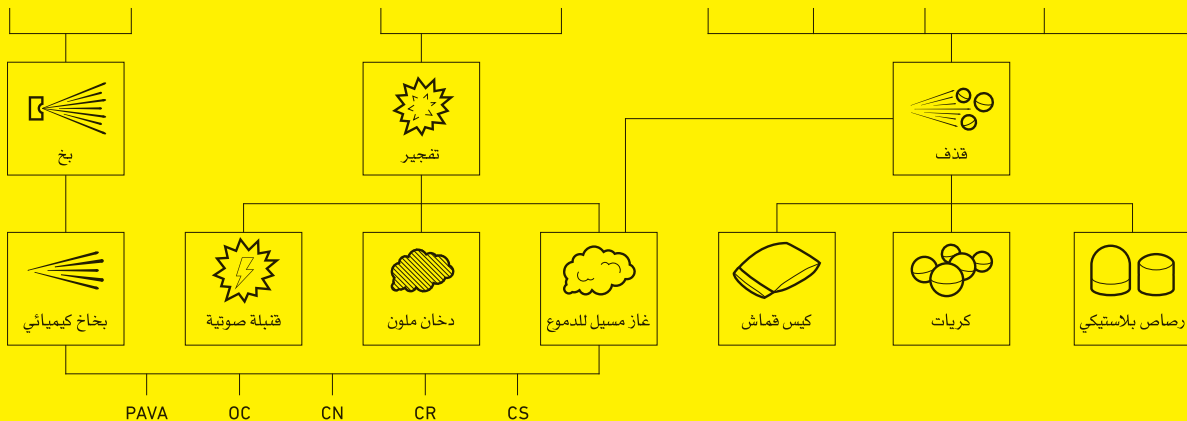 قذف
تفجير
بخ
رصاص بلاستيكي
كريات
كيس قماش
غاز مسيل للدموع
دخان ملون
قنبلة صوتية
بخاخ كيميائي
PAVA
OC
CN
CR
CS